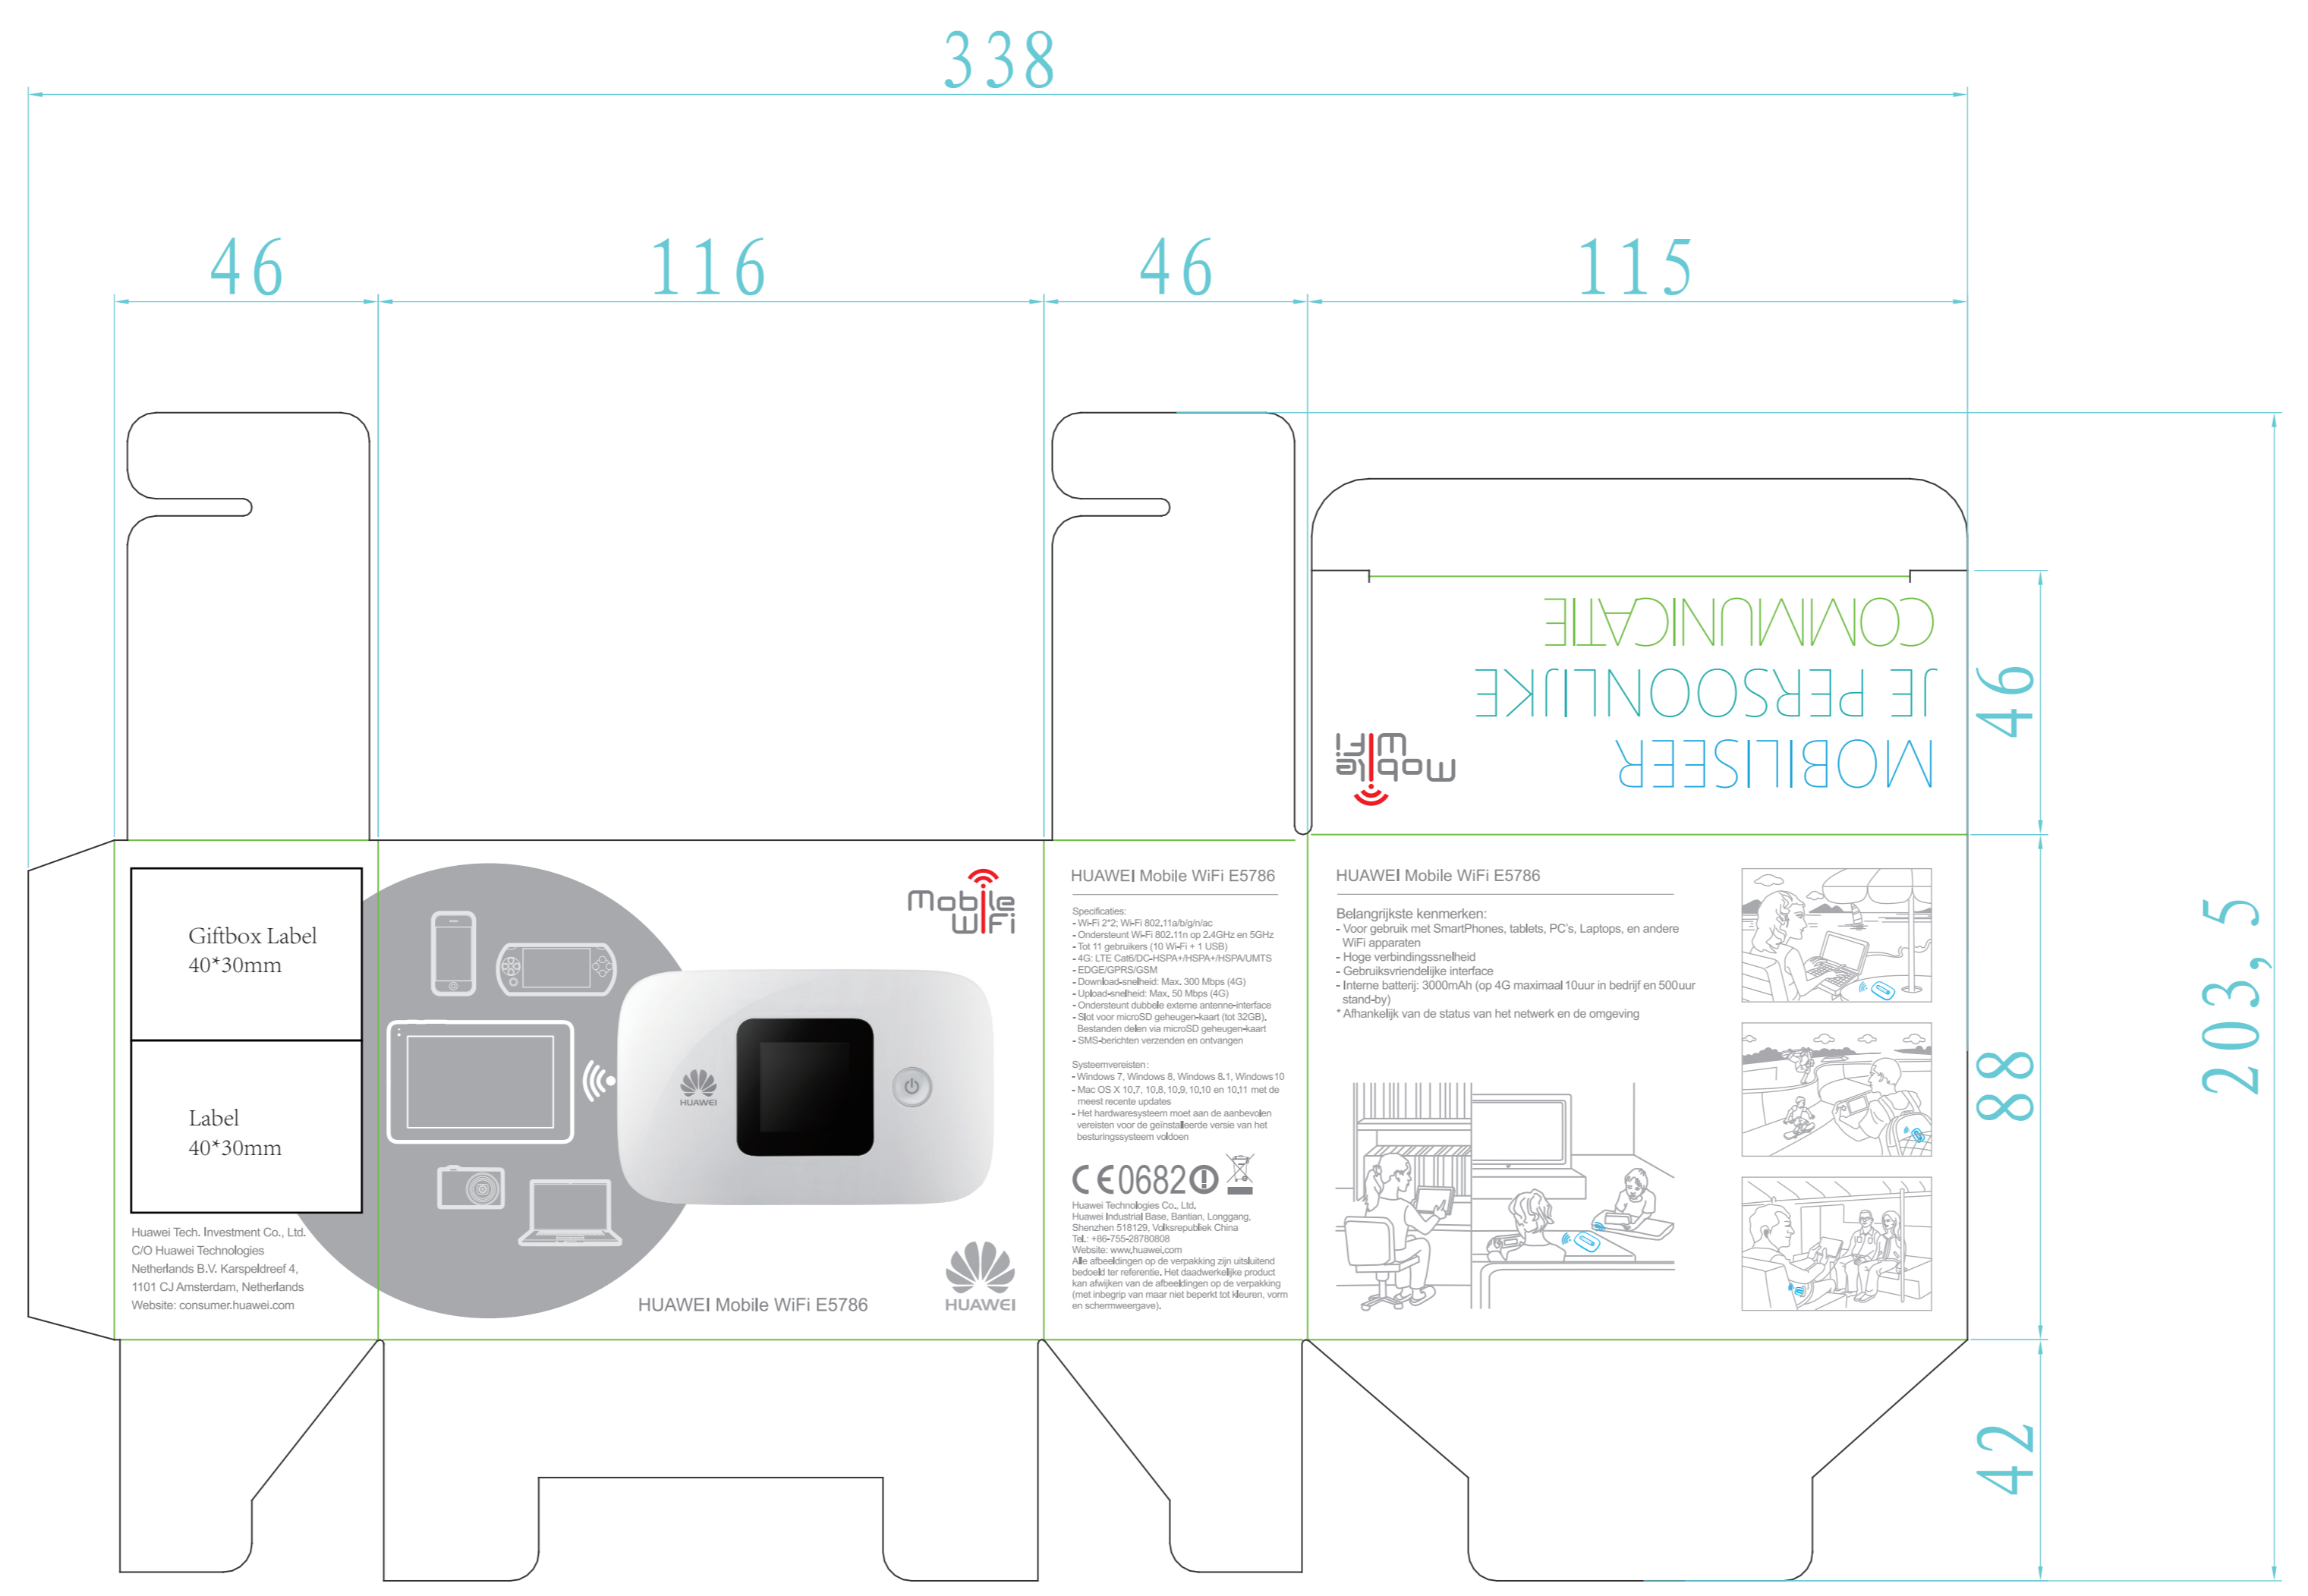 338
46
116
46
115
COMMUNICATIE
JE PERSOONLIJKE
MOBILISEER
Mobile
WiFi
46
88
42
203,5
Giftbox Label
40*30mm
Label
40*30mm
Huawei Tech. Investment Co., Ltd.
C/O Huawei Technologies
Netherlands B.V. Karspeldreef 4,
1101 CJ Amsterdam, Netherlands
Website: consumer.huawei.com
Mobile
WiFi
HUAWEI
HUAWEI Mobile WiFi E5786
HUAWEI
HUAWEI Mobile WiFi E5786
Specificaties:
- Wi-Fi 2*2; Wi-Fi 802.11a/b/g/n/ac
- Ondersteunt Wi-Fi 802.11n op 2.4GHz en 5GHz
- Tot 11 gebruikers (10 Wi-Fi + 1 USB)
- 4G: LTE Cat6/DC-HSPA+/HSPA+/HSPA/UMTS
- EDGE/GPRS/GSM
- Download-snelheid: Max. 300 Mbps (4G)
- Upload-snelheid: Max. 50 Mbps (4G)
- Ondersteunt dubbele externe antenne-interface
- Slot voor microSD geheugen-kaart (tot 32GB).
Bestanden delen via microSD geheugen-kaart
- SMS-berichten verzenden en ontvangen
Systeemvereisten:
- Windows 7, Windows 8, Windows 8.1, Windows 10
- Mac OS X 10.7, 10.8, 10.9, 10.10 en 10.11 met de
meest recente updates
- Het hardwaresysteem moet aan de aanbevolen
vereisten voor de geïnstalleerde versie van het
besturingssysteem voldoen
CE0682
Huawei Technologies Co., Ltd.
Huawei Industrial Base, Bantian, Longgang,
Shenzhen 518129, Volksrepubliek China
Tel.: +86-755-28780808
Website: www.huawei.com
Alle afbeeldingen op de verpakking zijn uitsluitend
bedoeld ter referentie. Het daadwerkelijke product
kan afwijken van de afbeeldingen op de verpakking
(met inbegrip van maar niet beperkt tot kleuren, vorm
en schermweergave).
HUAWEI Mobile WiFi E5786
Belangrijkste kenmerken:
- Voor gebruik met SmartPhones, tablets, PC's, Laptops, en andere
WiFi apparaten
- Hoge verbindingssnelheid
- Gebruiksvriendelijke interface
- Interne batterij: 3000mAh (op 4G maximaal 10uur in bedrijf en 500uur
stand-by)
* Afhankelijk van de status van het netwerk en de omgeving